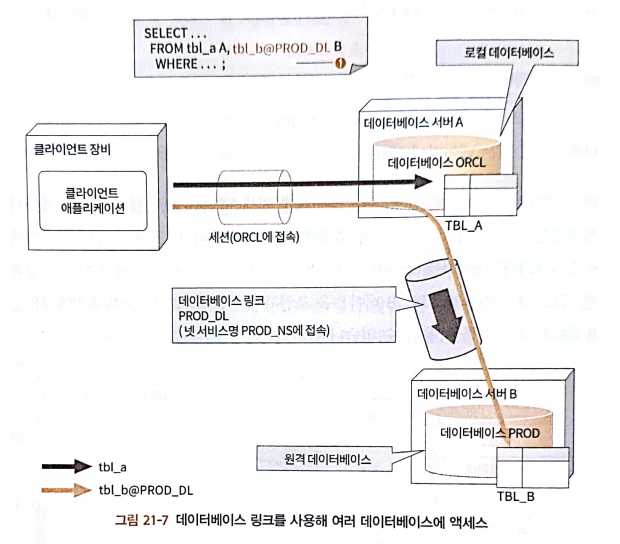 SELECT ...
FROM tbl_a A, tbl_b@PROD_DL B
WHERE ... ;
1
로컬 데이터베이스
데이터베이스 서버 A
데이터베이스 ORCL
TBL_A
클라이언트 장비
클라이언트
애플리케이션
세션(ORCL에 접속)
데이터베이스 링크
PROD_DL
(넷 서비스명 PROD_NS에 접속)
데이터베이스 서버 B
데이터베이스 PROD
원격 데이터베이스
TBL_B
tbl_a
tbl_b@PROD_DL
그림 21-7 데이터베이스 링크를 사용해 여러 데이터베이스에 액세스